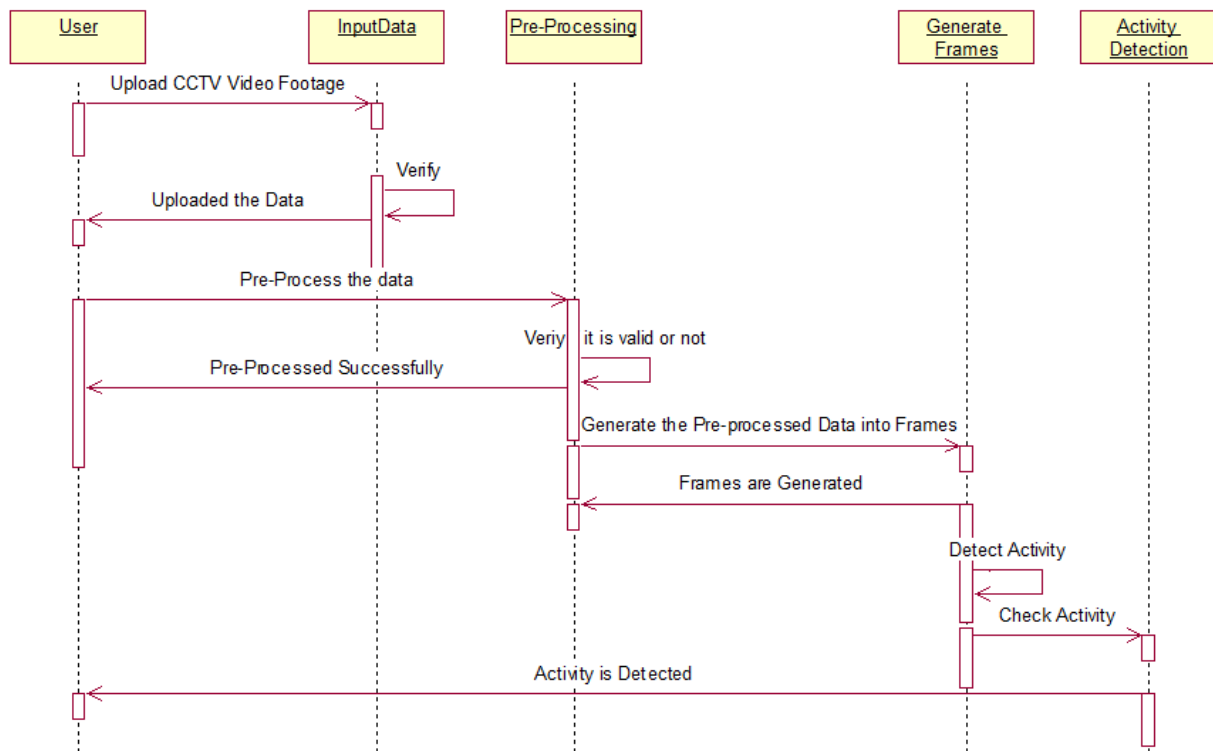 User
InputData
Pre-Processing
Generate
Frames
Activity
Detection
Upload CCTV Video Footage
Verify
Uploaded the Data
Pre-Process the data
Veriy it is valid or not
Pre-Processed Successfully
Generate the Pre-processed Data into Frames
Frames are Generated
Detect Activity
Check Activity
Activity is Detected